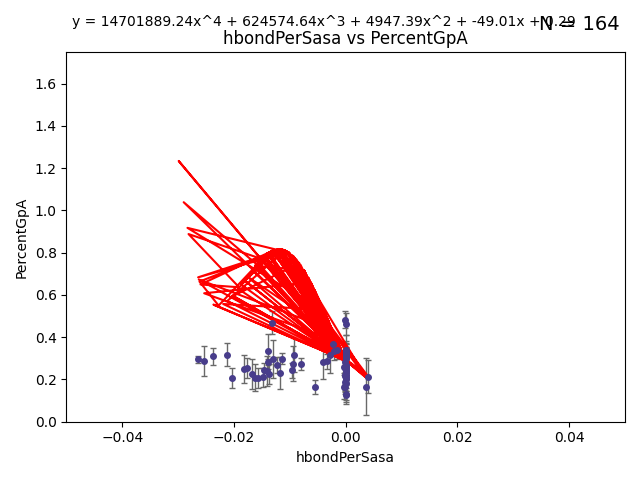 y = 14701889.24x^4 + 624574.64x^3 + 4947.39x^2 + -49.01x + 0.29
N = 164
hbondPerSasa vs PercentGpA
PercentGpA
1.6
1.4
1.2
1.0
0.8
0.6
0.4
0.2
0.0
−0.04 −0.02 0.00 0.02 0.04
hbondPerSasa